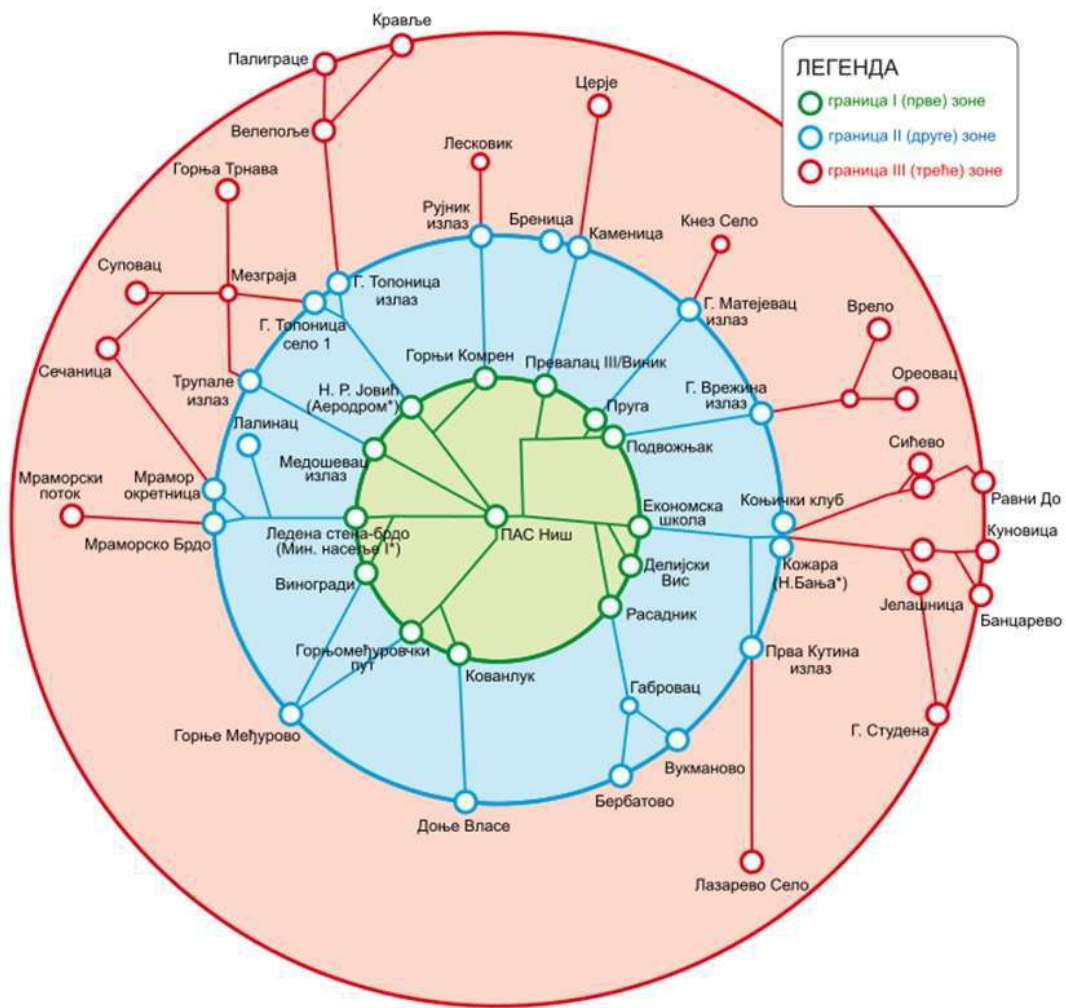 Кравље
Палиграце
ЛЕГЕНДА
граница I (прве) зоне
граница II (друге) зоне
граница III (треће) зоне
Церје
Велепоље
Лесковик
Горња Трнава
Рујник
излаз
Бреница
Каменица
Кнез Село
Суповац
Мезграја
Г. Топоница
излаз
Г. Матејевац
излаз
Врело
Г. Топоница
село 1
Сечаница
Горњи Комрен
Превалац III/Виник
Ореовац
Трупале
излаз
Н. Р. Јовић
(Аеродром*)
Г. Врежина
излаз
Пруга
Лалинац
Подвожњак
Сићево
Медошевац
излаз
Мраморски
поток
Мрамор
окретница
Равни До
Економска
школа
Коњички клуб
Куновица
Мраморско Брдо
Ледена стена-брдо
(Мин. насеље I*)
ПАС Ниш
Делијски
Вис
Кожара
(Н.Бања*)
Виногради
Јелашница
Банцарево
Расадник
Горњомеђуровчки
пут
Кованлук
Прва Кутина
излаз
Габровац
Горње Међурово
Г. Студена
Вукманово
Бербатово
Доње Власе
Лазарево Село